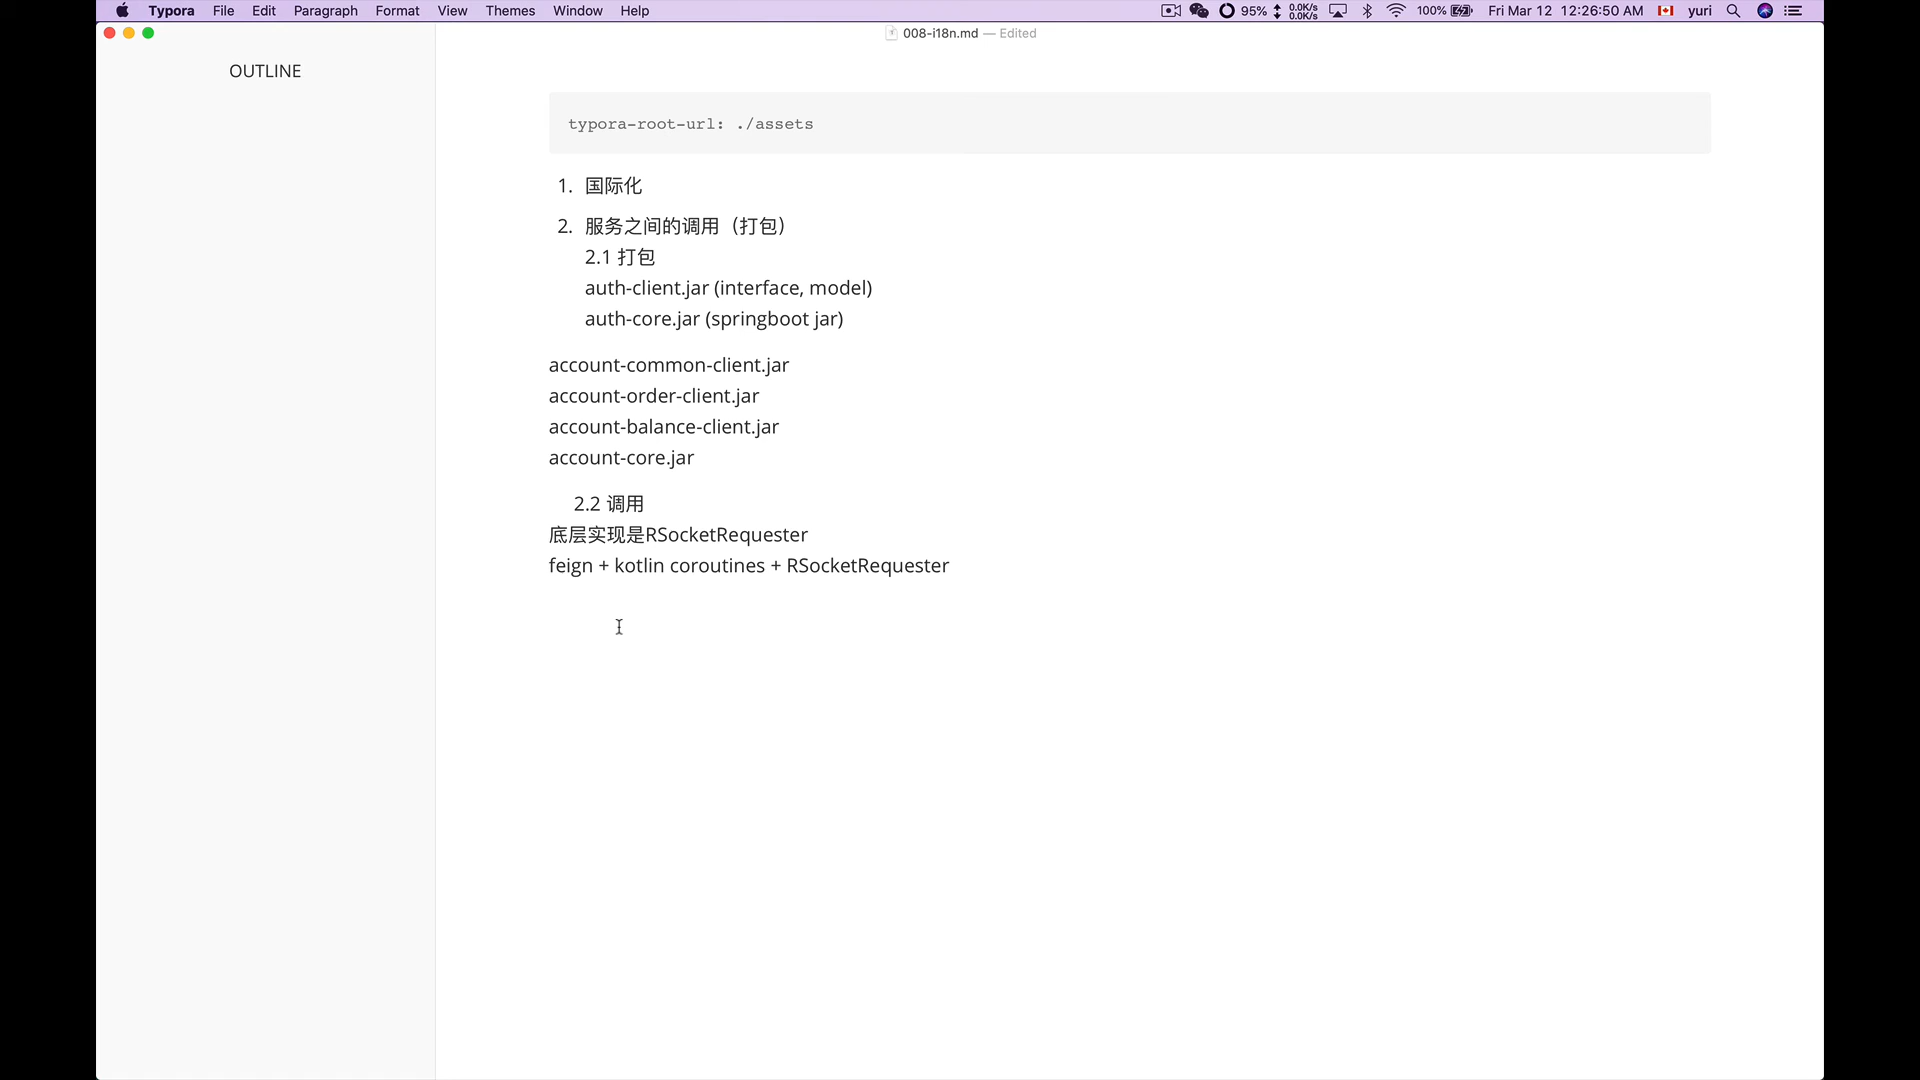 Typora File Edit Paragraph Format View Themes Window Help 95% 0.0K/s 0.0K/s 100% Fri Mar 12 12:26:50 AM yuri
008-i18n.md — Edited
OUTLINE
typora-root-url: ./assets
1. 国际化
2. 服务之间的调用（打包）
2.1 打包
auth-client.jar (interface, model)
auth-core.jar (springboot jar)
account-common-client.jar
account-order-client.jar
account-balance-client.jar
account-core.jar
2.2 调用
底层实现是RSocketRequester
feign + kotlin coroutines + RSocketRequester